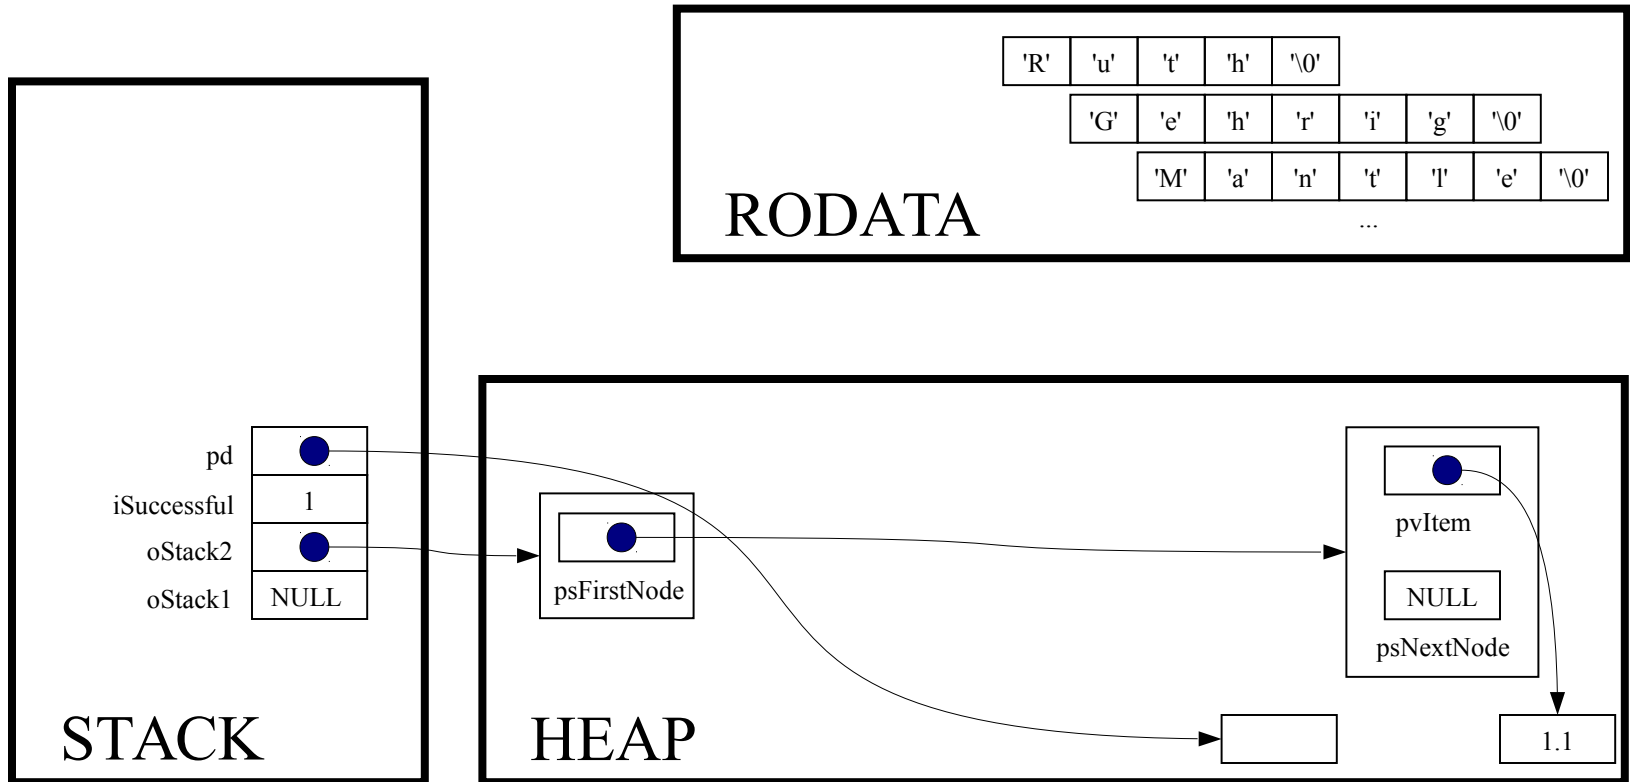 'R' 'u' 't' 'h' '\0'
'G' 'e' 'h' 'r' 'i' 'g' '\0'
'M' 'a' 'n' 't' 'l' 'e' '\0'
...
RODATA
pd
iSuccessful 1
oStack2
oStack1 NULL
STACK
psFirstNode
pvItem
NULL
psNextNode
1.1
HEAP